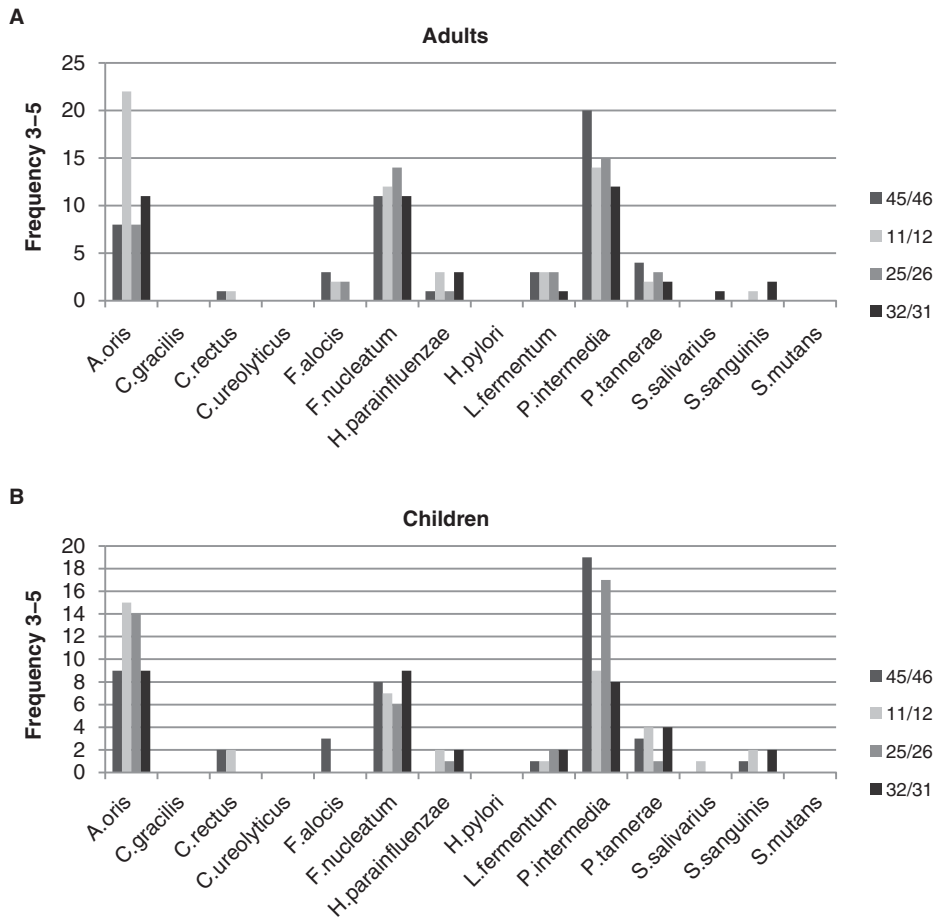 A
Adults
Frequency 3–5
25
20
15
10
5
0
A.oris
C.gracilis
C.rectus
C.ureolyticus
F.alocis
F.nucleatum
H.parainfluenzae
H.pylori
L.fermentum
P.intermedia
P.tannerae
S.salivarius
S.sanguinis
S.mutans
45/46
11/12
25/26
32/31
B
Children
Frequency 3–5
20
18
16
14
12
10
8
6
4
2
0
A.oris
C.gracilis
C.rectus
C.ureolyticus
F.alocis
F.nucleatum
H.parainfluenzae
H.pylori
L.fermentum
P.intermedia
P.tannerae
S.salivarius
S.sanguinis
S.mutans
45/46
11/12
25/26
32/31